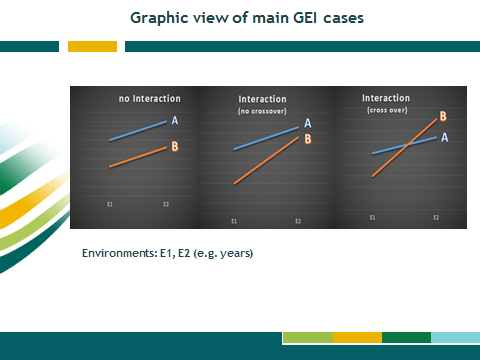 Graphic view of main GEI cases
no Interaction
A
B
E1 E2
Interaction
(no crossover)
A
B
E1 E2
Interaction
(cross over)
B
A
E1 E2
Environments: E1, E2 (e.g. years)